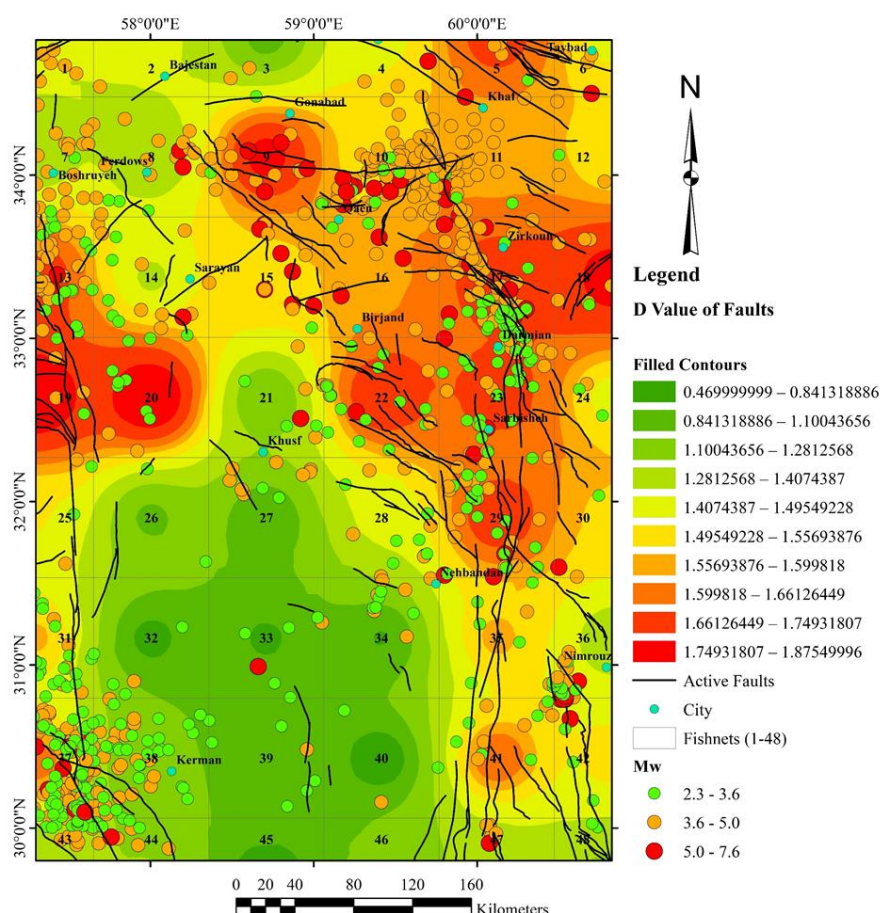 58°0'0"E 59°0'0"E 60°0'0"E
Taybad
1 2 3 4 5 6
Bajestan
Gonabad Khaf
7 8 9 10 11 12
Ferdows
Boshruyeh
34°0'0"N
Qaen
Zirkouh
Sarayan
13 14 15 16 17 18
Birjand
33°0'0"N
Darmian
19 20 21 22 23 24
Sarbisheh
Khusf
32°0'0"N
25 26 27 28 29 30
Nehbandan
31 32 33 34 35 36
Nimrouz
31°0'0"N
37 38 39 40 41 42
Kerman
30°0'0"N
43 44 45 46 47 48
0 20 40 80 120 160
Kilometers
N
Legend
D Value of Faults
Filled Contours
0.469999999 – 0.841318886
0.841318886 – 1.10043656
1.10043656 – 1.2812568
1.2812568 – 1.4074387
1.4074387 – 1.49549228
1.49549228 – 1.55693876
1.55693876 – 1.599818
1.599818 – 1.66126449
1.66126449 – 1.74931807
1.74931807 – 1.87549996
Active Faults
City
Fishnets (1-48)
Mw
2.3 - 3.6
3.6 - 5.0
5.0 - 7.6